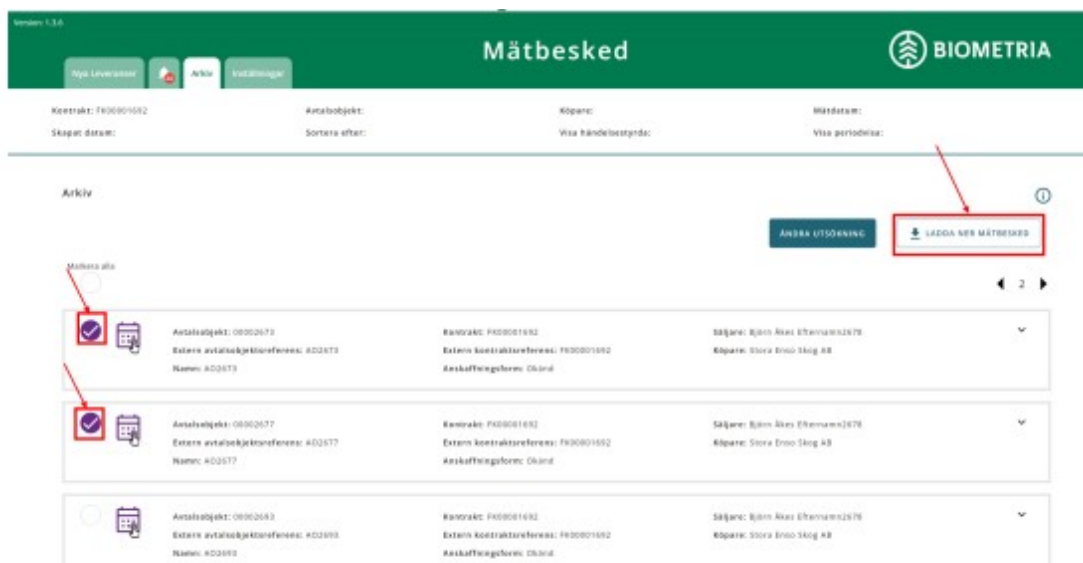 Version: 1.3.6
Mätbesked
BIOMETRIA
Nya Leveranser
Arkiv
Inställningar
Kontrakt: FK00001692 Avtalsobjekt: Köpare: Mätdatum:
Skapat datum: Sortera efter: Visa händelsestyrda: Visa periodvisa:
Arkiv
ÄNDRA UTSÖKNING
LADDA NER MÄTBESKED
Markera alla
2
Avtalsobjekt: 00002673 Kontrakt: FK00001692 Säljare: Björn Åkes Efternamn2678
Extern avtalsobjektsreferens: AO2673 Extern kontraktsreferens: FK00001692 Köpare: Stora Enso Skog AB
Namn: AO2673 Anskaffningsform: Okänd
Avtalsobjekt: 00002677 Kontrakt: FK00001692 Säljare: Björn Åkes Efternamn2678
Extern avtalsobjektsreferens: AO2677 Extern kontraktsreferens: FK00001692 Köpare: Stora Enso Skog AB
Namn: AO2677 Anskaffningsform: Okänd
Avtalsobjekt: 00002693 Kontrakt: FK00001692 Säljare: Björn Åkes Efternamn2678
Extern avtalsobjektsreferens: AO2693 Extern kontraktsreferens: FK00001692 Köpare: Stora Enso Skog AB
Namn: AO2693 Anskaffningsform: Okänd